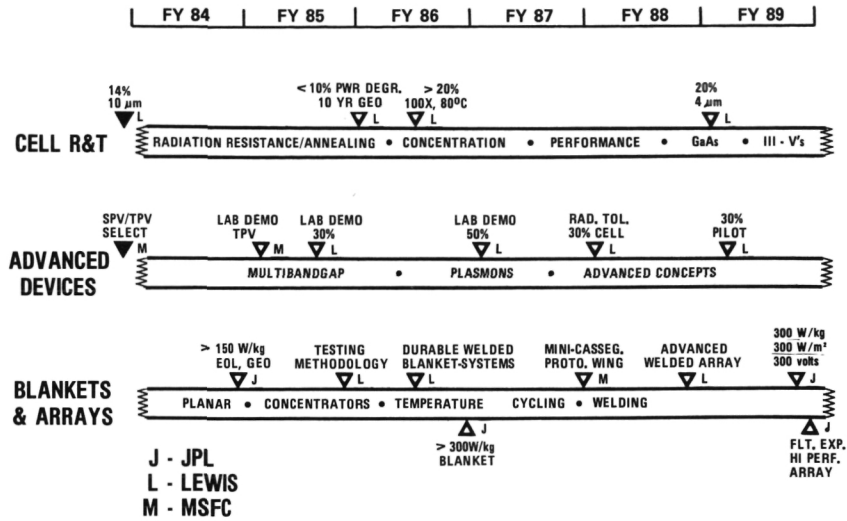 FY 84 FY 85 FY 86 FY 87 FY 88 FY 89
14%
10 µm
L
< 10% PWR DEGR.
10 YR GEO
L
> 20%
100X, 80ºC
L
20%
4 µm
L
CELL R&T
RADIATION RESISTANCE/ANNEALING • CONCENTRATION • PERFORMANCE • GaAs • III - V's
SPV/TPV
SELECT
M
LAB DEMO
TPV
M
LAB DEMO
30%
L
LAB DEMO
50%
L
RAD. TOL.
30% CELL
L
30%
PILOT
L
ADVANCED
DEVICES
MULTIBANDGAP • PLASMONS • ADVANCED CONCEPTS
> 150 W/kg
EOL, GEO
J
TESTING
METHODOLOGY
L
DURABLE WELDED
BLANKET-SYSTEMS
L
MINI-CASSEG.
PROTO. WING
M
ADVANCED
WELDED ARRAY
L
300 W/kg
300 W/m²
300 volts
J
BLANKETS
& ARRAYS
PLANAR • CONCENTRATORS • TEMPERATURE CYCLING • WELDING
J
> 300W/kg
BLANKET
J
FLT. EXP.
HI PERF.
ARRAY
J - JPL
L - LEWIS
M - MSFC